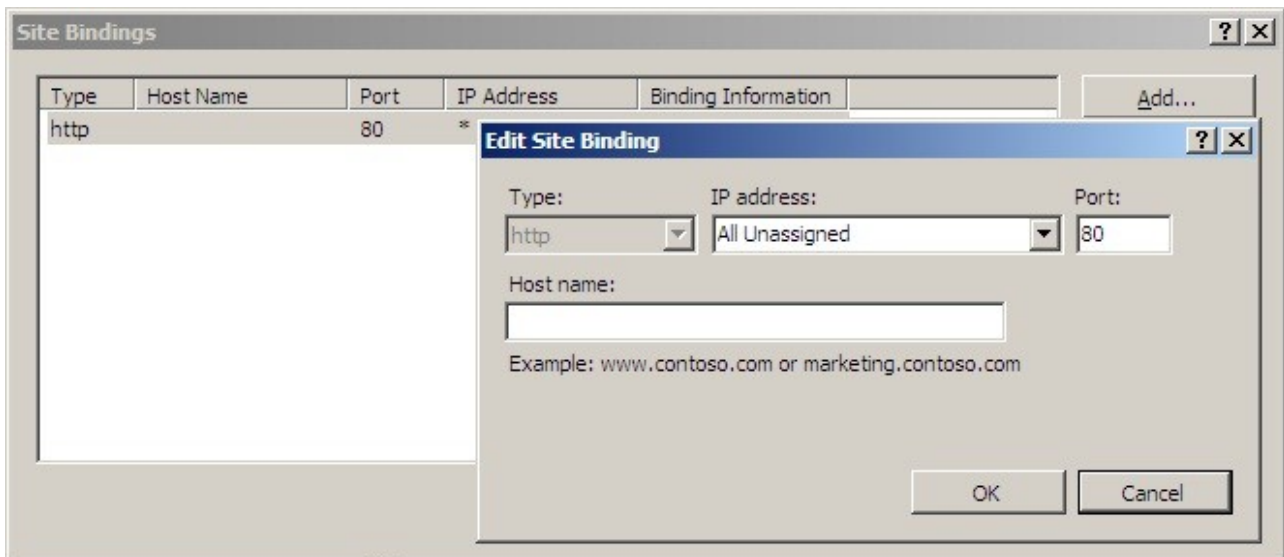 Site Bindings
Type Host Name Port IP Address Binding Information
Add...
http 80 *
Edit Site Binding
Type: IP address: Port:
http All Unassigned 80
Host name:
Example: www.contoso.com or marketing.contoso.com
OK Cancel